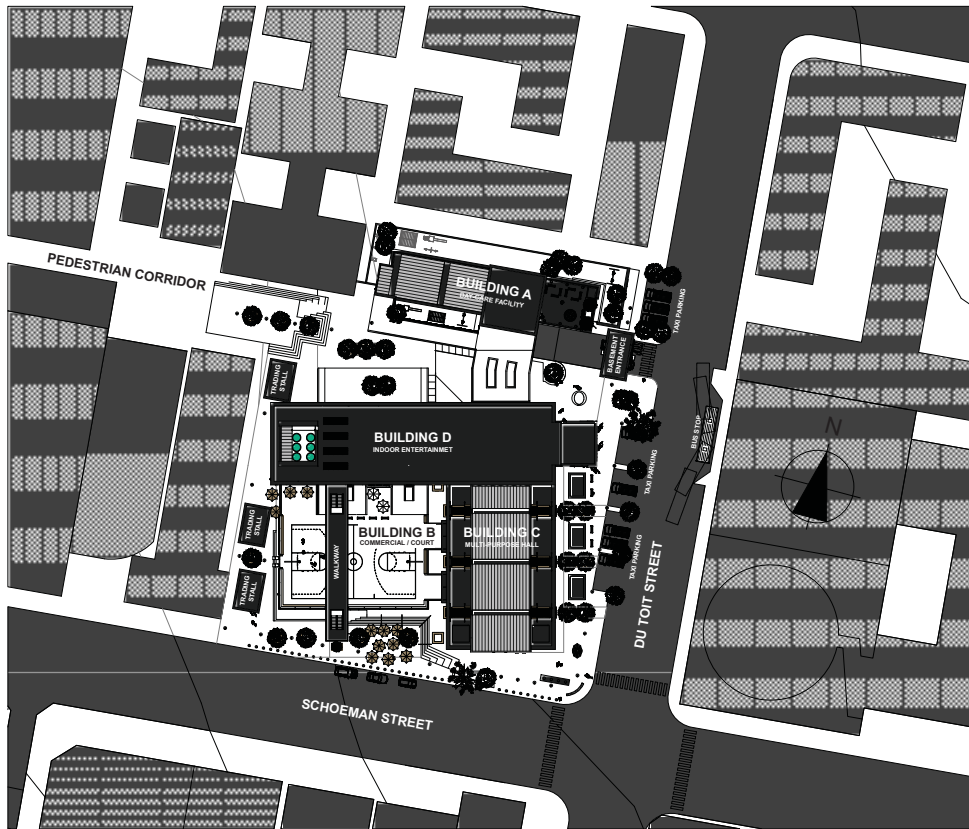 PEDESTRIAN CORRIDOR
BUILDING A
DAY-CARE FACILITY
TAXI PARKING
BASEMENT
ENTRANCE
TRADING
STALL
BUILDING D
INDOOR ENTERTAINMET
BUS STOP
N
TAXI PARKING
TRADING
STALL
BUILDING B
COMMERCIAL / COURT
BUILDING C
MULTI-PURPOSE HALL
WALKWAY
TAXI PARKING
TRADING
STALL
DU TOIT STREET
SCHOEMAN STREET